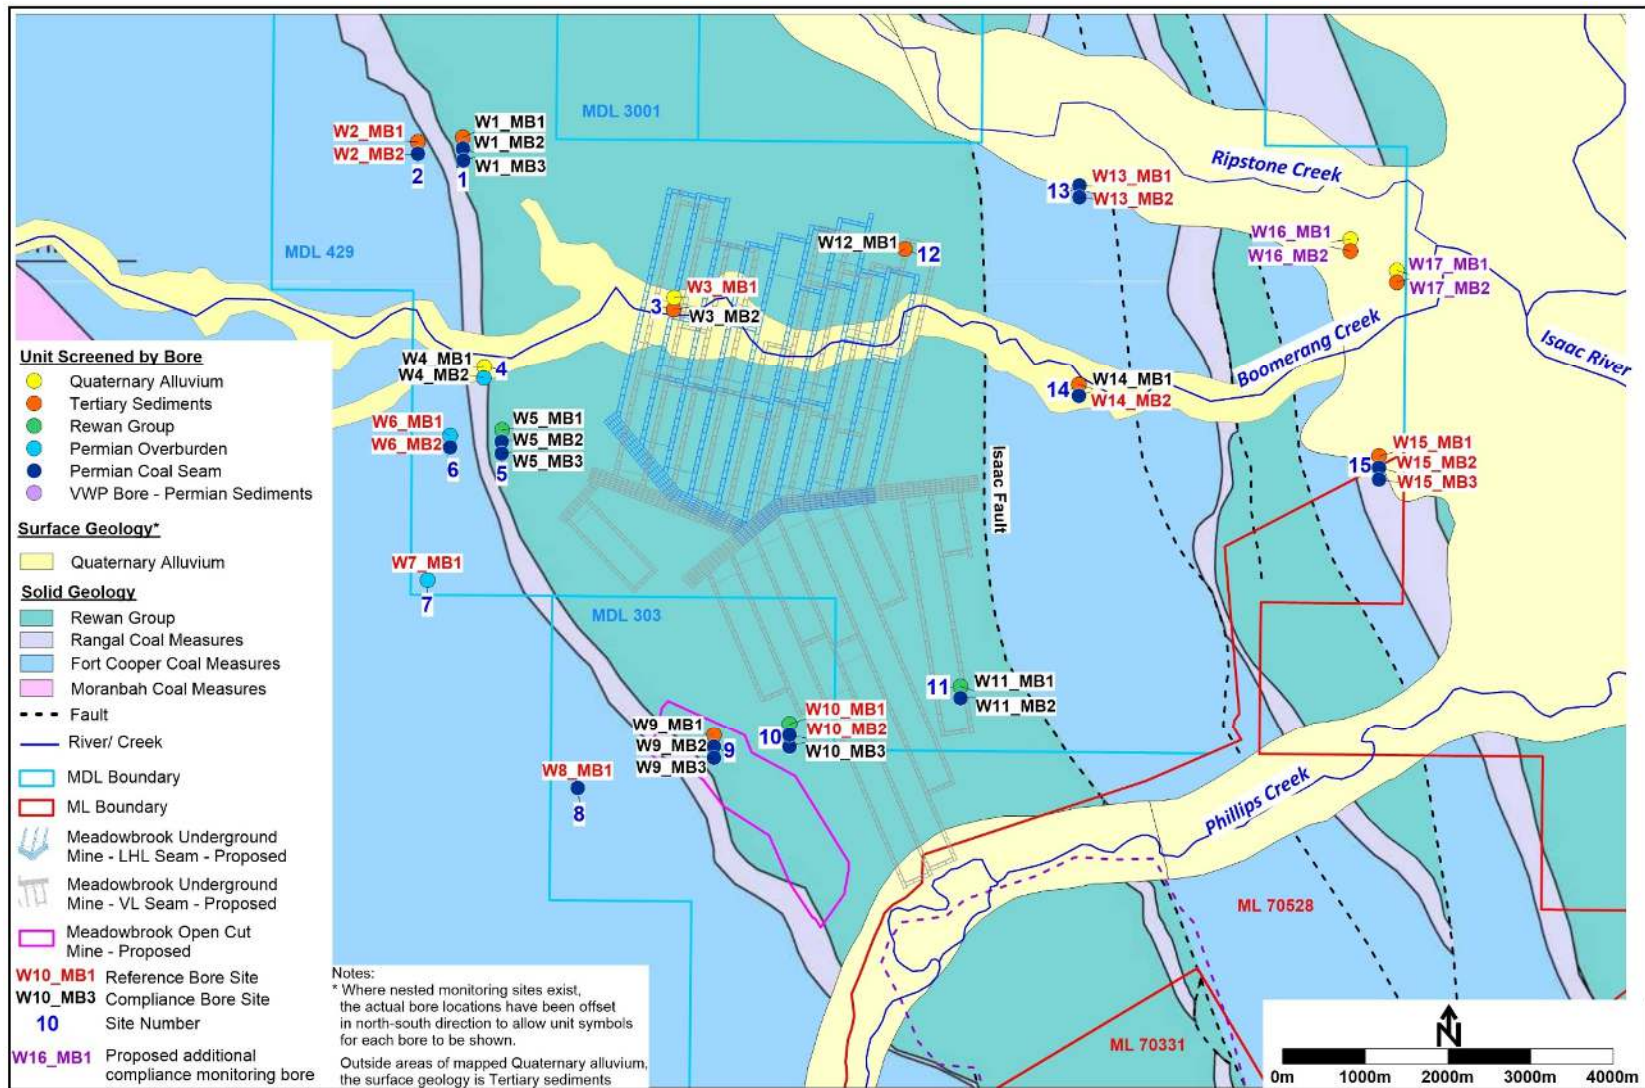 MDL 3001
W2_MB1
W2_MB2
2
W1_MB1
W1_MB2
W1_MB3
1
Ripstone Creek
13
W13_MB1
W13_MB2
MDL 429
W12_MB1
12
W16_MB1
W16_MB2
W17_MB1
W17_MB2
W3_MB1
3
W3_MB2
Isaac River
Boomerang Creek
W4_MB1
W4_MB2
4
14
W14_MB1
W14_MB2
W6_MB1
W6_MB2
6
W5_MB1
W5_MB2
W5_MB3
5
Isaac Fault
W15_MB1
15
W15_MB2
W15_MB3
W7_MB1
7
MDL 303
11
W11_MB1
W11_MB2
W10_MB1
10
W10_MB2
W10_MB3
W9_MB1
W9_MB2
9
W9_MB3
W8_MB1
8
Phillips Creek
ML 70528
ML 70331
Unit Screened by Bore
Quaternary Alluvium
Tertiary Sediments
Rewan Group
Permian Overburden
Permian Coal Seam
VWP Bore - Permian Sediments
Surface Geology*
Quaternary Alluvium
Solid Geology
Rewan Group
Rangal Coal Measures
Fort Cooper Coal Measures
Moranbah Coal Measures
Fault
River/ Creek
MDL Boundary
ML Boundary
Meadowbrook Underground
Mine - LHL Seam - Proposed
Meadowbrook Underground
Mine - VL Seam - Proposed
Meadowbrook Open Cut
Mine - Proposed
W10_MB1 Reference Bore Site
W10_MB3 Compliance Bore Site
10 Site Number
W16_MB1 Proposed additional
compliance monitoring bore
Notes:
* Where nested monitoring sites exist,
the actual bore locations have been offset
in north-south direction to allow unit symbols
for each bore to be shown.
Outside areas of mapped Quaternary alluvium,
the surface geology is Tertiary sediments
N
0m 1000m 2000m 3000m 4000m